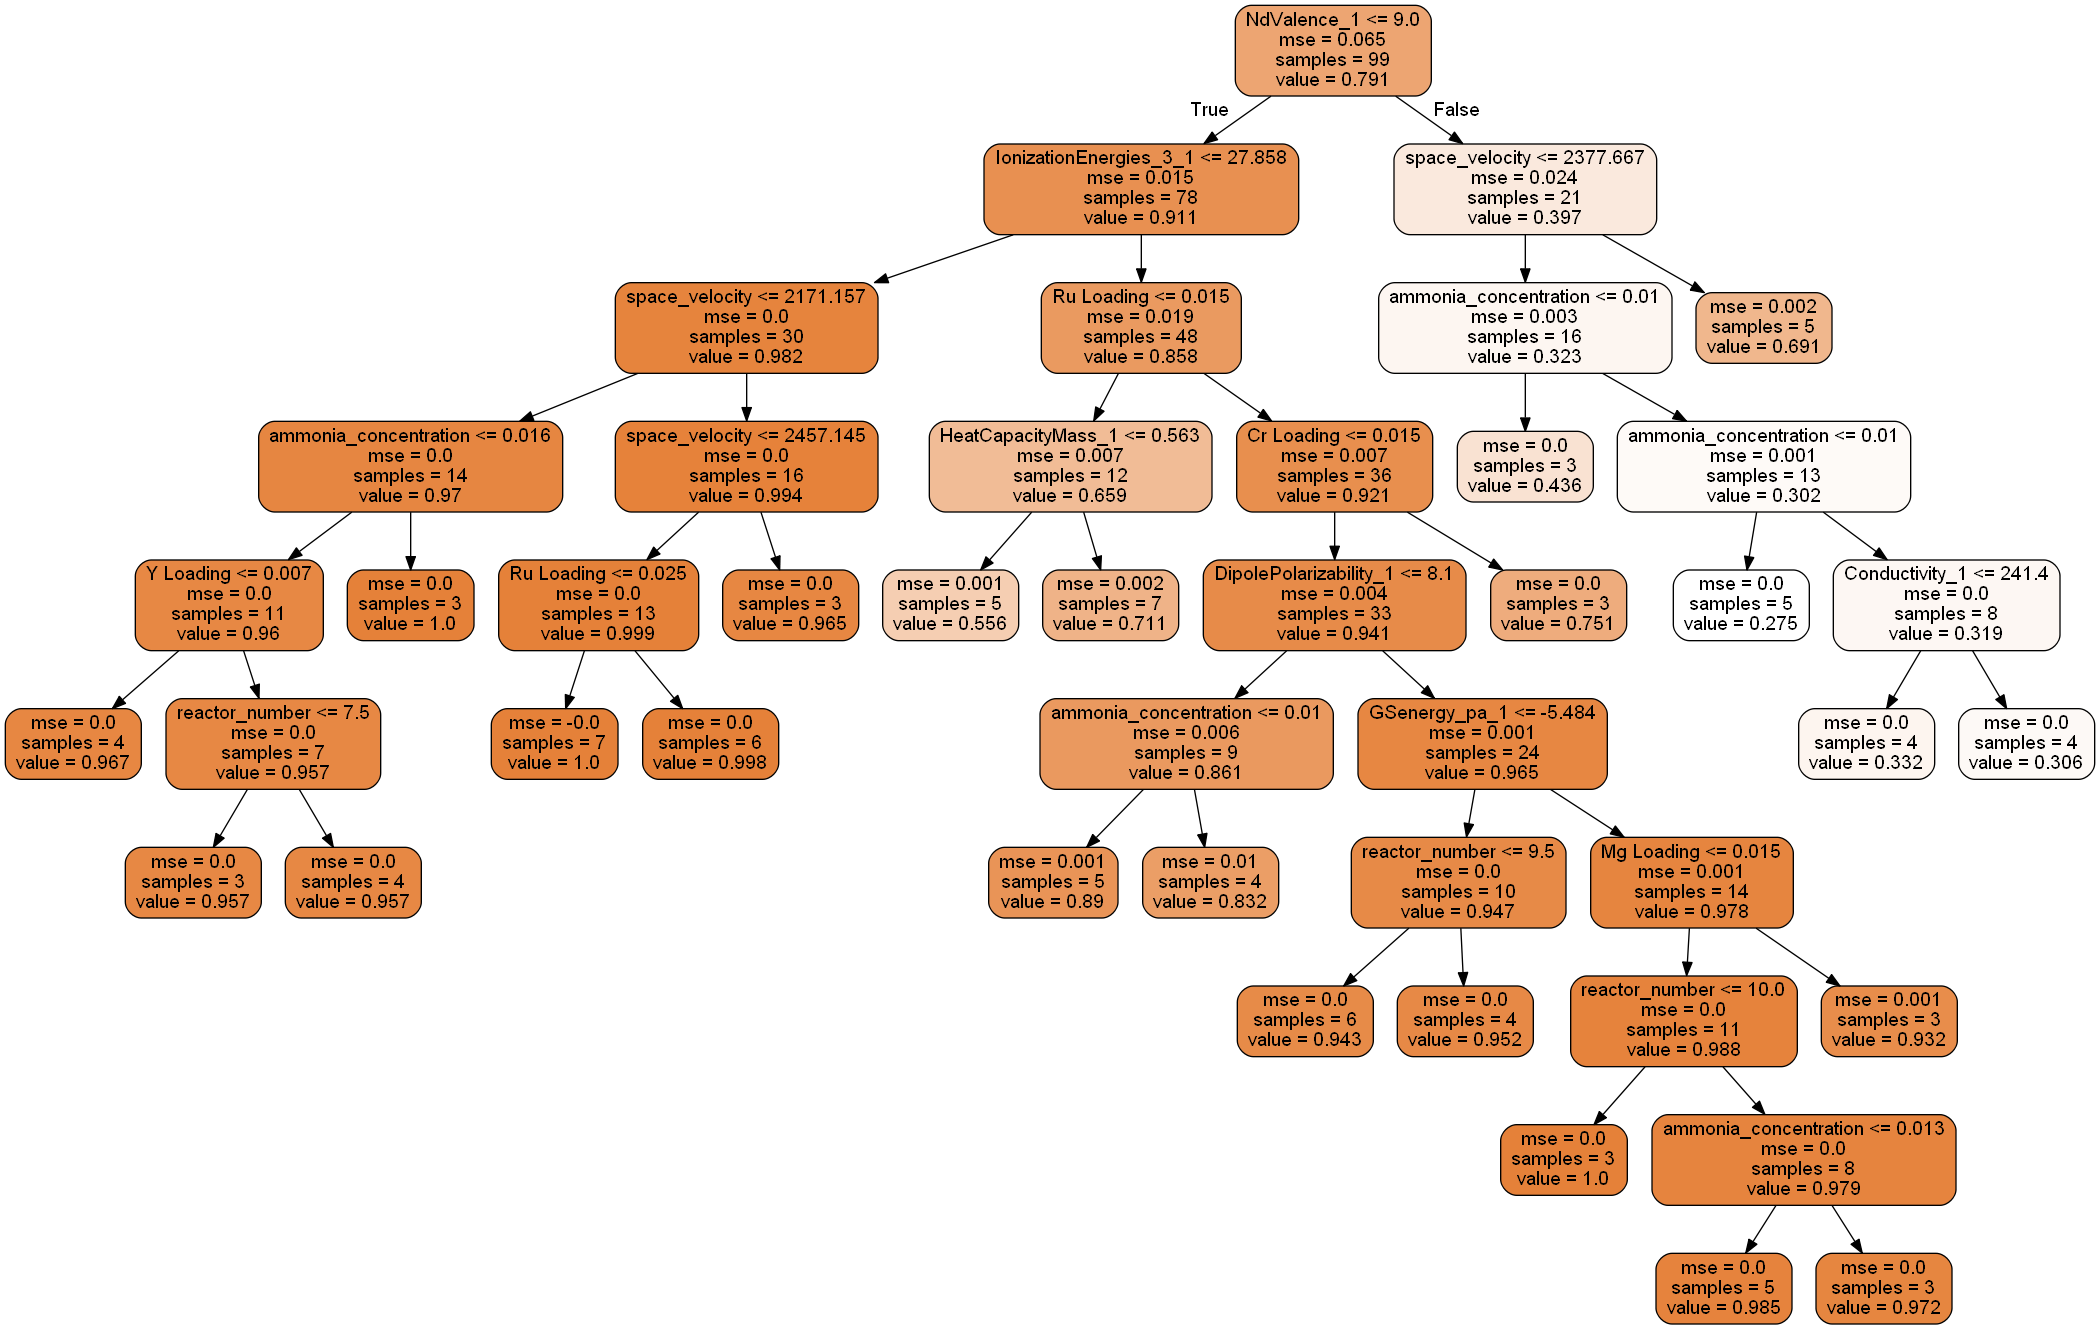 NdValence_1 <= 9.0
mse = 0.065
samples = 99
value = 0.791
True
False
IonizationEnergies_3_1 <= 27.858
mse = 0.015
samples = 78
value = 0.911
space_velocity <= 2377.667
mse = 0.024
samples = 21
value = 0.397
space_velocity <= 2171.157
mse = 0.0
samples = 30
value = 0.982
Ru Loading <= 0.015
mse = 0.019
samples = 48
value = 0.858
ammonia_concentration <= 0.01
mse = 0.003
samples = 16
value = 0.323
mse = 0.002
samples = 5
value = 0.691
ammonia_concentration <= 0.016
mse = 0.0
samples = 14
value = 0.97
space_velocity <= 2457.145
mse = 0.0
samples = 16
value = 0.994
HeatCapacityMass_1 <= 0.563
mse = 0.007
samples = 12
value = 0.659
Cr Loading <= 0.015
mse = 0.007
samples = 36
value = 0.921
mse = 0.0
samples = 3
value = 0.436
ammonia_concentration <= 0.01
mse = 0.001
samples = 13
value = 0.302
Y Loading <= 0.007
mse = 0.0
samples = 11
value = 0.96
mse = 0.0
samples = 3
value = 1.0
Ru Loading <= 0.025
mse = 0.0
samples = 13
value = 0.999
mse = 0.0
samples = 3
value = 0.965
mse = 0.001
samples = 5
value = 0.556
mse = 0.002
samples = 7
value = 0.711
DipolePolarizability_1 <= 8.1
mse = 0.004
samples = 33
value = 0.941
mse = 0.0
samples = 3
value = 0.751
mse = 0.0
samples = 5
value = 0.275
Conductivity_1 <= 241.4
mse = 0.0
samples = 8
value = 0.319
mse = 0.0
samples = 4
value = 0.967
reactor_number <= 7.5
mse = 0.0
samples = 7
value = 0.957
mse = -0.0
samples = 7
value = 1.0
mse = 0.0
samples = 6
value = 0.998
ammonia_concentration <= 0.01
mse = 0.006
samples = 9
value = 0.861
GSenergy_pa_1 <= -5.484
mse = 0.001
samples = 24
value = 0.965
mse = 0.0
samples = 4
value = 0.332
mse = 0.0
samples = 4
value = 0.306
mse = 0.0
samples = 3
value = 0.957
mse = 0.0
samples = 4
value = 0.957
mse = 0.001
samples = 5
value = 0.89
mse = 0.01
samples = 4
value = 0.832
reactor_number <= 9.5
mse = 0.0
samples = 10
value = 0.947
Mg Loading <= 0.015
mse = 0.001
samples = 14
value = 0.978
mse = 0.0
samples = 6
value = 0.943
mse = 0.0
samples = 4
value = 0.952
reactor_number <= 10.0
mse = 0.0
samples = 11
value = 0.988
mse = 0.001
samples = 3
value = 0.932
mse = 0.0
samples = 3
value = 1.0
ammonia_concentration <= 0.013
mse = 0.0
samples = 8
value = 0.979
mse = 0.0
samples = 5
value = 0.985
mse = 0.0
samples = 3
value = 0.972